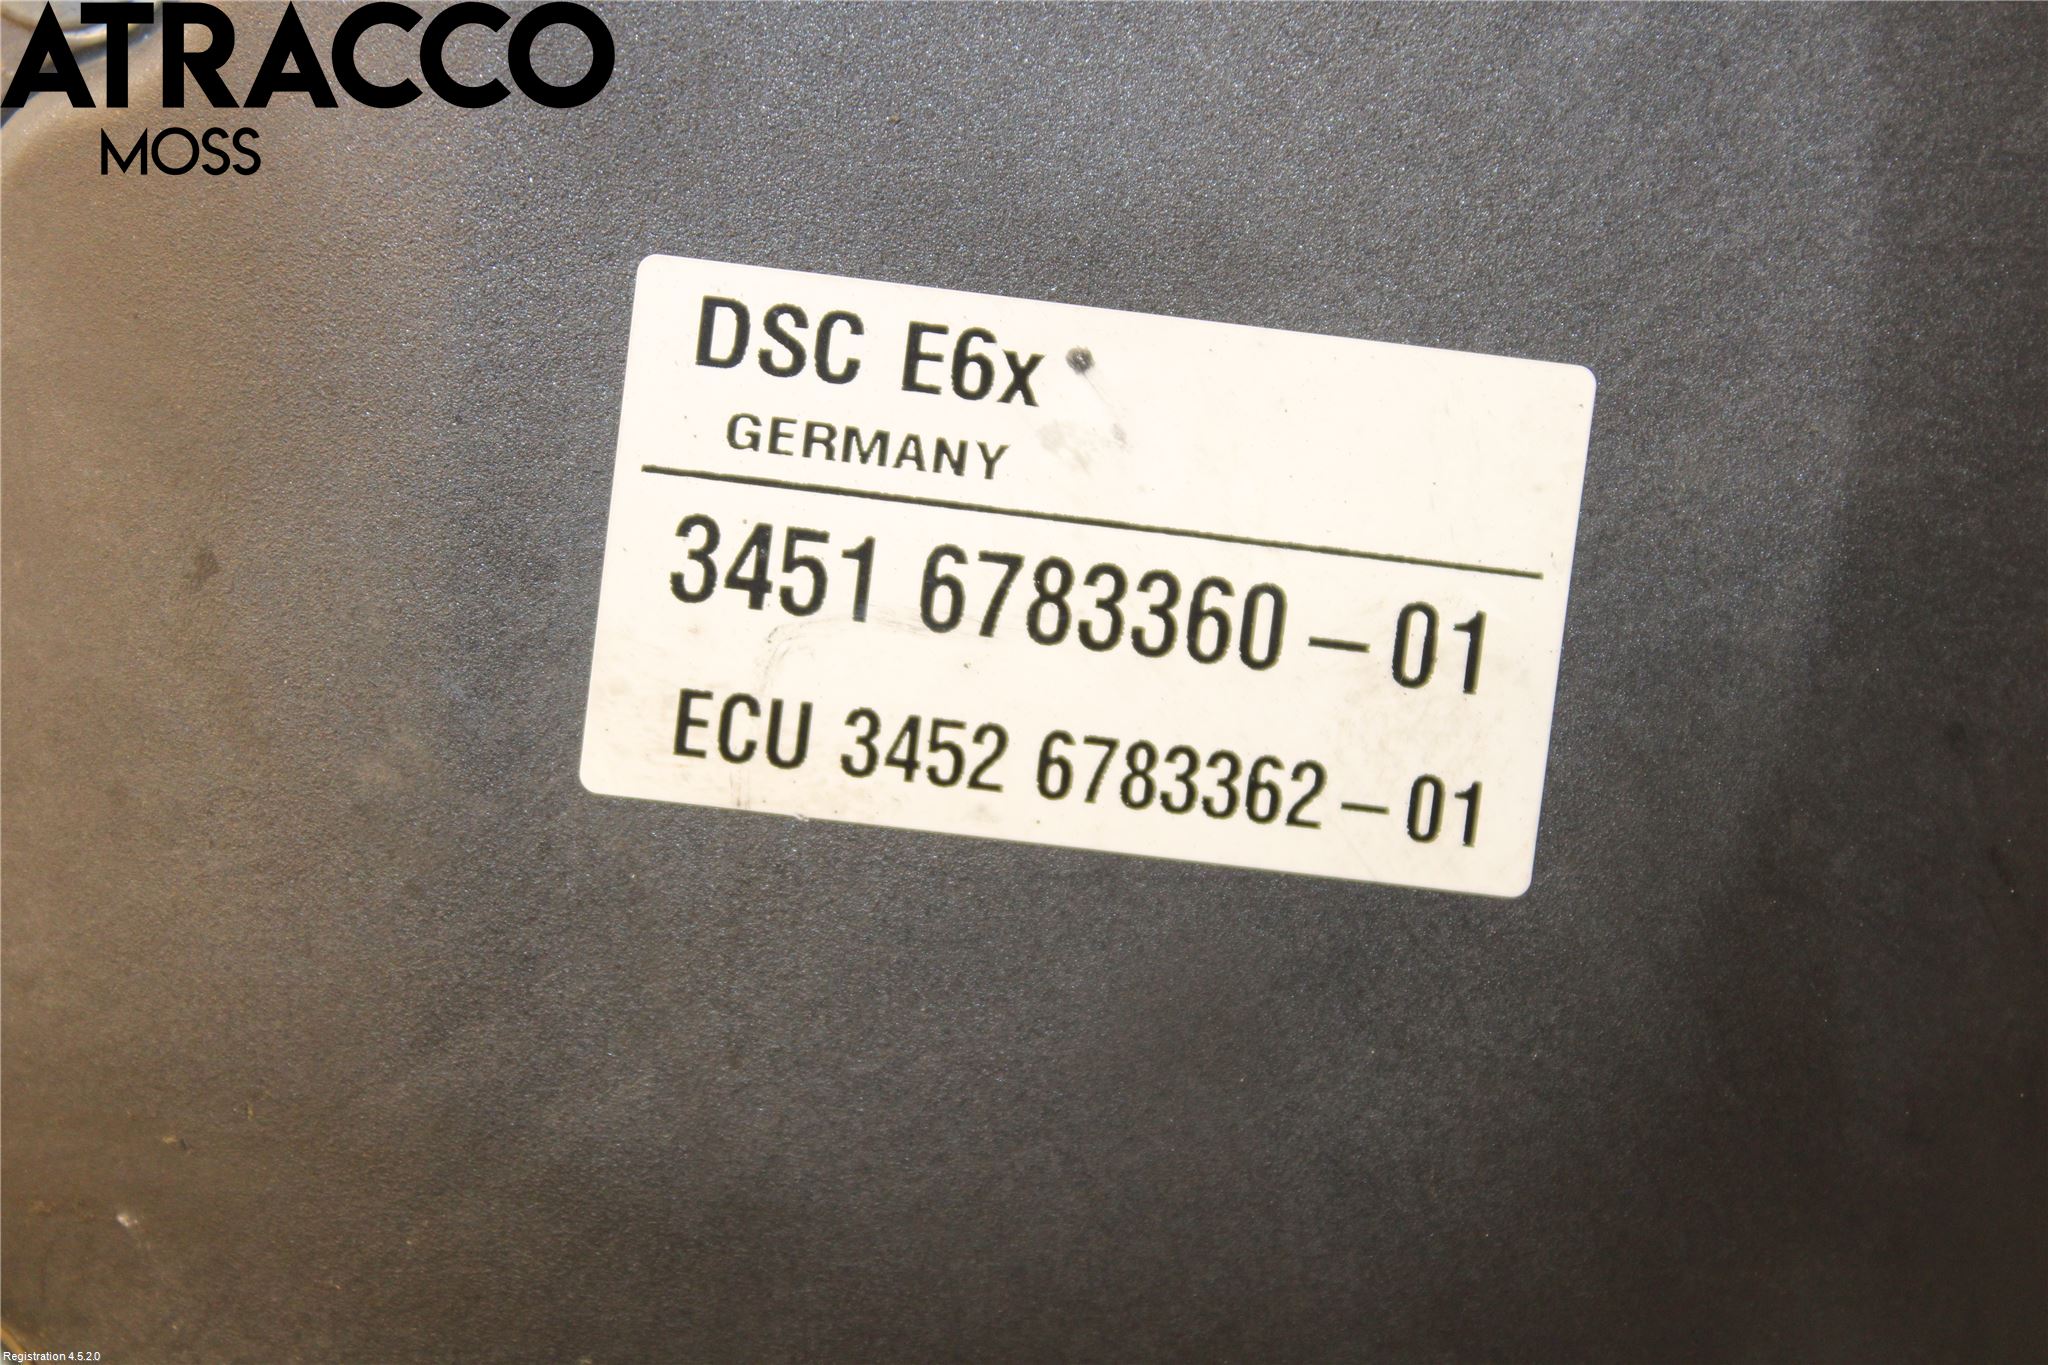 ATRACCO
MOSS
DSC E6x
GERMANY
3451 6783360-01
ECU 3452 6783362-01
Registration 4.5.2.0